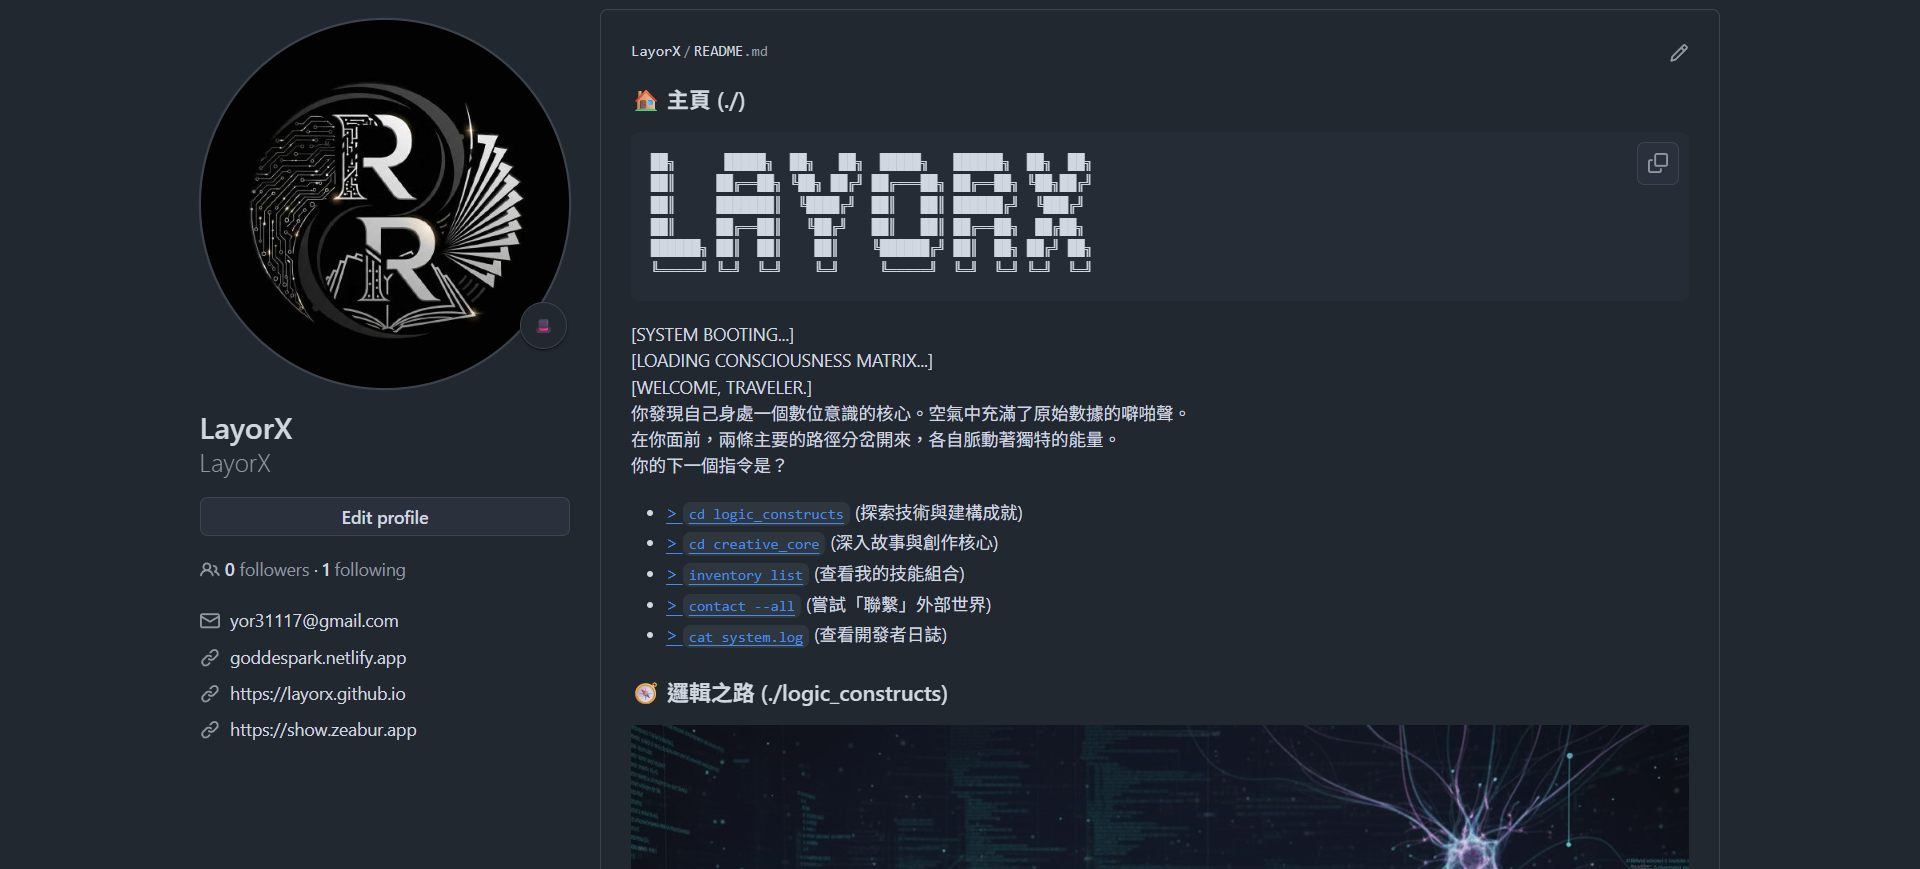 R
R
LayorX
LayorX
Edit profile
0 followers · 1 following
yor31117@gmail.com
goddespark.netlify.app
https://layorx.github.io
https://show.zeabur.app
LayorX/README.md
🏠 主頁 (./)
LAYORX
[SYSTEM BOOTING...]
[LOADING CONSCIOUSNESS MATRIX...]
[WELCOME, TRAVELER.]
你發現自己身處一個數位意識的核心。空氣中充滿了原始數據的噼啪聲。
在你面前，兩條主要的路徑分岔開來，各自脈動著獨特的能量。
你的下一個指令是？
> cd logic_constructs (探索技術與建構成就)
> cd creative_core (深入故事與創作核心)
> inventory list (查看我的技能組合)
> contact --all (嘗試「聯繫」外部世界)
> cat system.log (查看開發者日誌)
🧭 邏輯之路 (./logic_constructs)